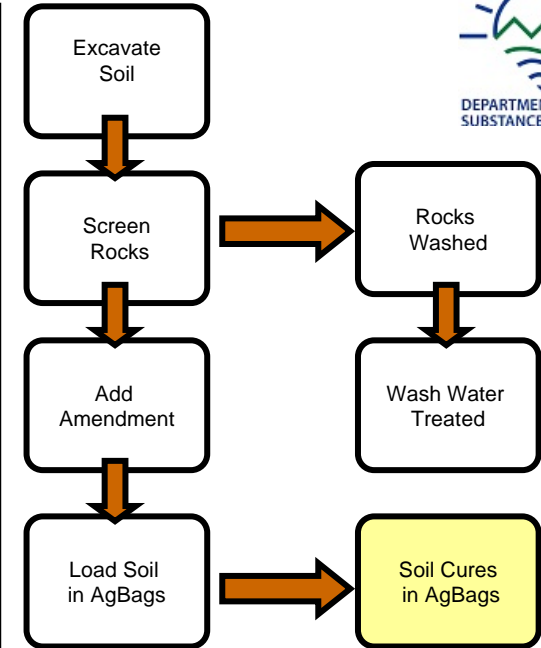 Excavate
Soil
DEPARTMEN
SUBSTANCE
Screen
Rocks
Rocks
Washed
Add
Amendment
Wash Water
Treated
Load Soil
in AgBags
Soil Cures
in AgBags